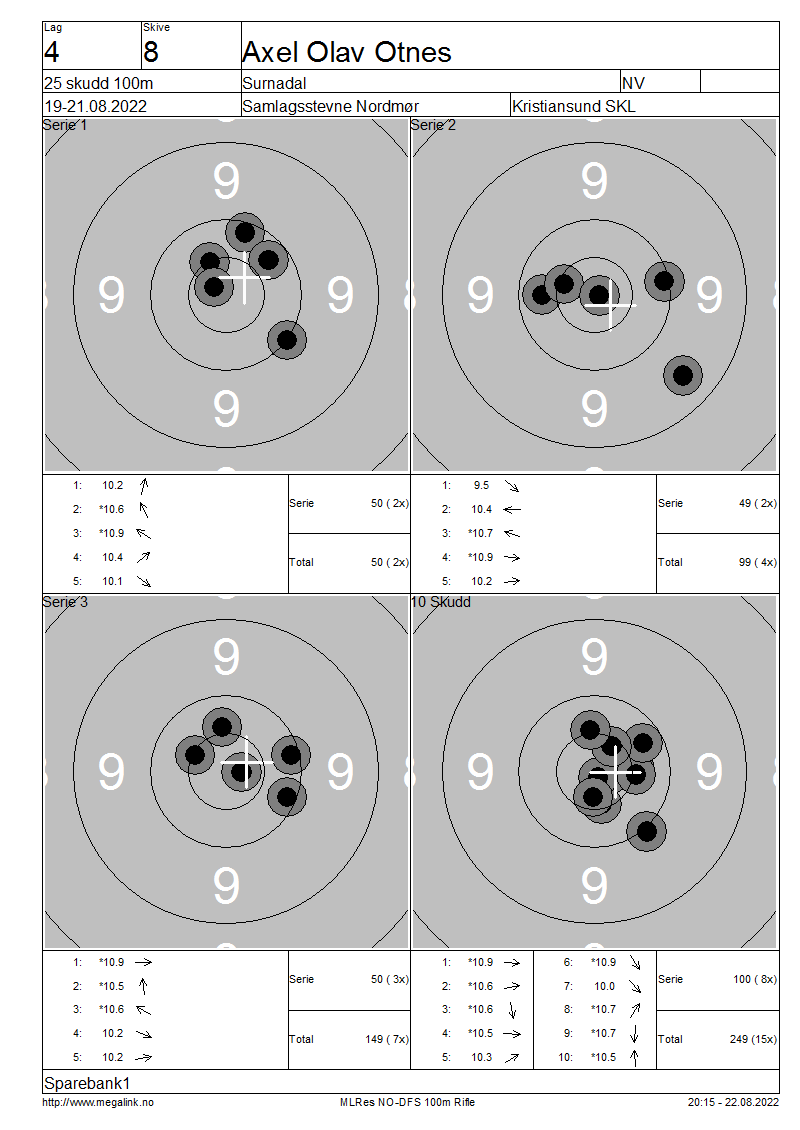 Lag Skive
4 8 Axel Olav Otnes
25 skudd 100m Surnadal NV
19-21.08.2022 Samlagsstevne Nordmør Kristiansund SKL
Serie 1 Serie 2
9 9
9 9 9 9
9 9
1: 10.2 1: 9.5
2: *10.6 Serie 50 ( 2x) 2: 10.4 Serie 49 ( 2x)
3: *10.9 3: *10.7
4: 10.4 Total 50 ( 2x) 4: *10.9 Total 99 ( 4x)
5: 10.1 5: 10.2
Serie 3 10 Skudd
9 9
9 9 9 9
9 9
1: *10.9 1: *10.9 6: *10.9
2: *10.5 Serie 50 ( 3x) 2: *10.6 7: 10.0 Serie 100 ( 8x)
3: *10.6 3: *10.6 8: *10.7
4: 10.2 Total 149 ( 7x) 4: *10.5 9: *10.7 Total 249 (15x)
5: 10.2 5: 10.3 10: *10.5
Sparebank1
http://www.megalink.no MLRes NO-DFS 100m Rifle 20:15 - 22.08.2022